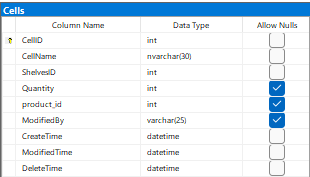 Cells
Column Name Data Type Allow Nulls
CellID int
CellName nvarchar(30)
ShelvesID int
Quantity int
product_id int
ModifiedBy varchar(25)
CreateTime datetime
ModifiedTime datetime
DeleteTime datetime